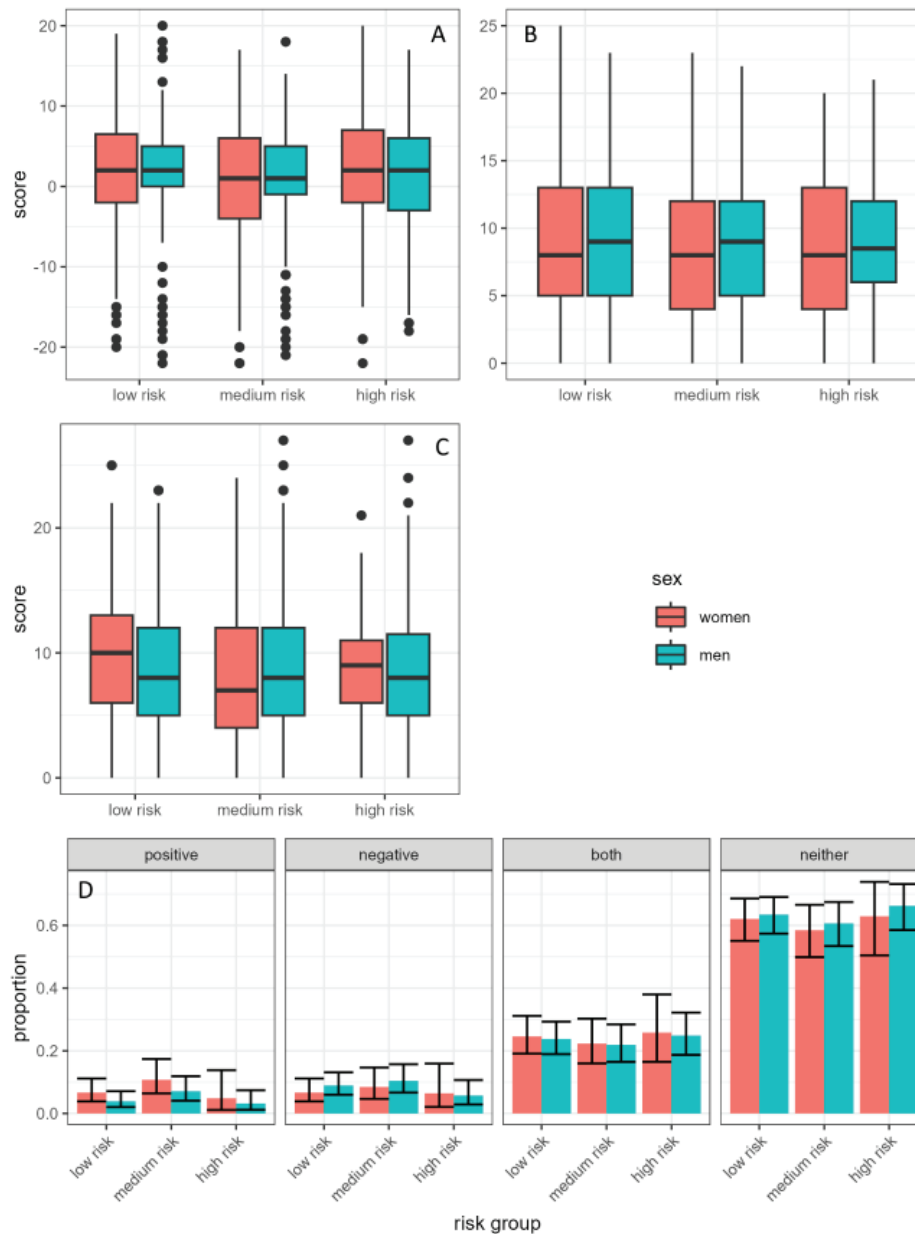 A
B
20
10
0
-10
-20
score
low risk
medium risk
high risk
25
20
15
10
5
0
low risk
medium risk
high risk
C
20
10
0
score
low risk
medium risk
high risk
sex
women
men
positive
negative
both
neither
D
0.6
0.4
0.2
0.0
proportion
low risk
medium risk
high risk
low risk
medium risk
high risk
low risk
medium risk
high risk
low risk
medium risk
high risk
risk group